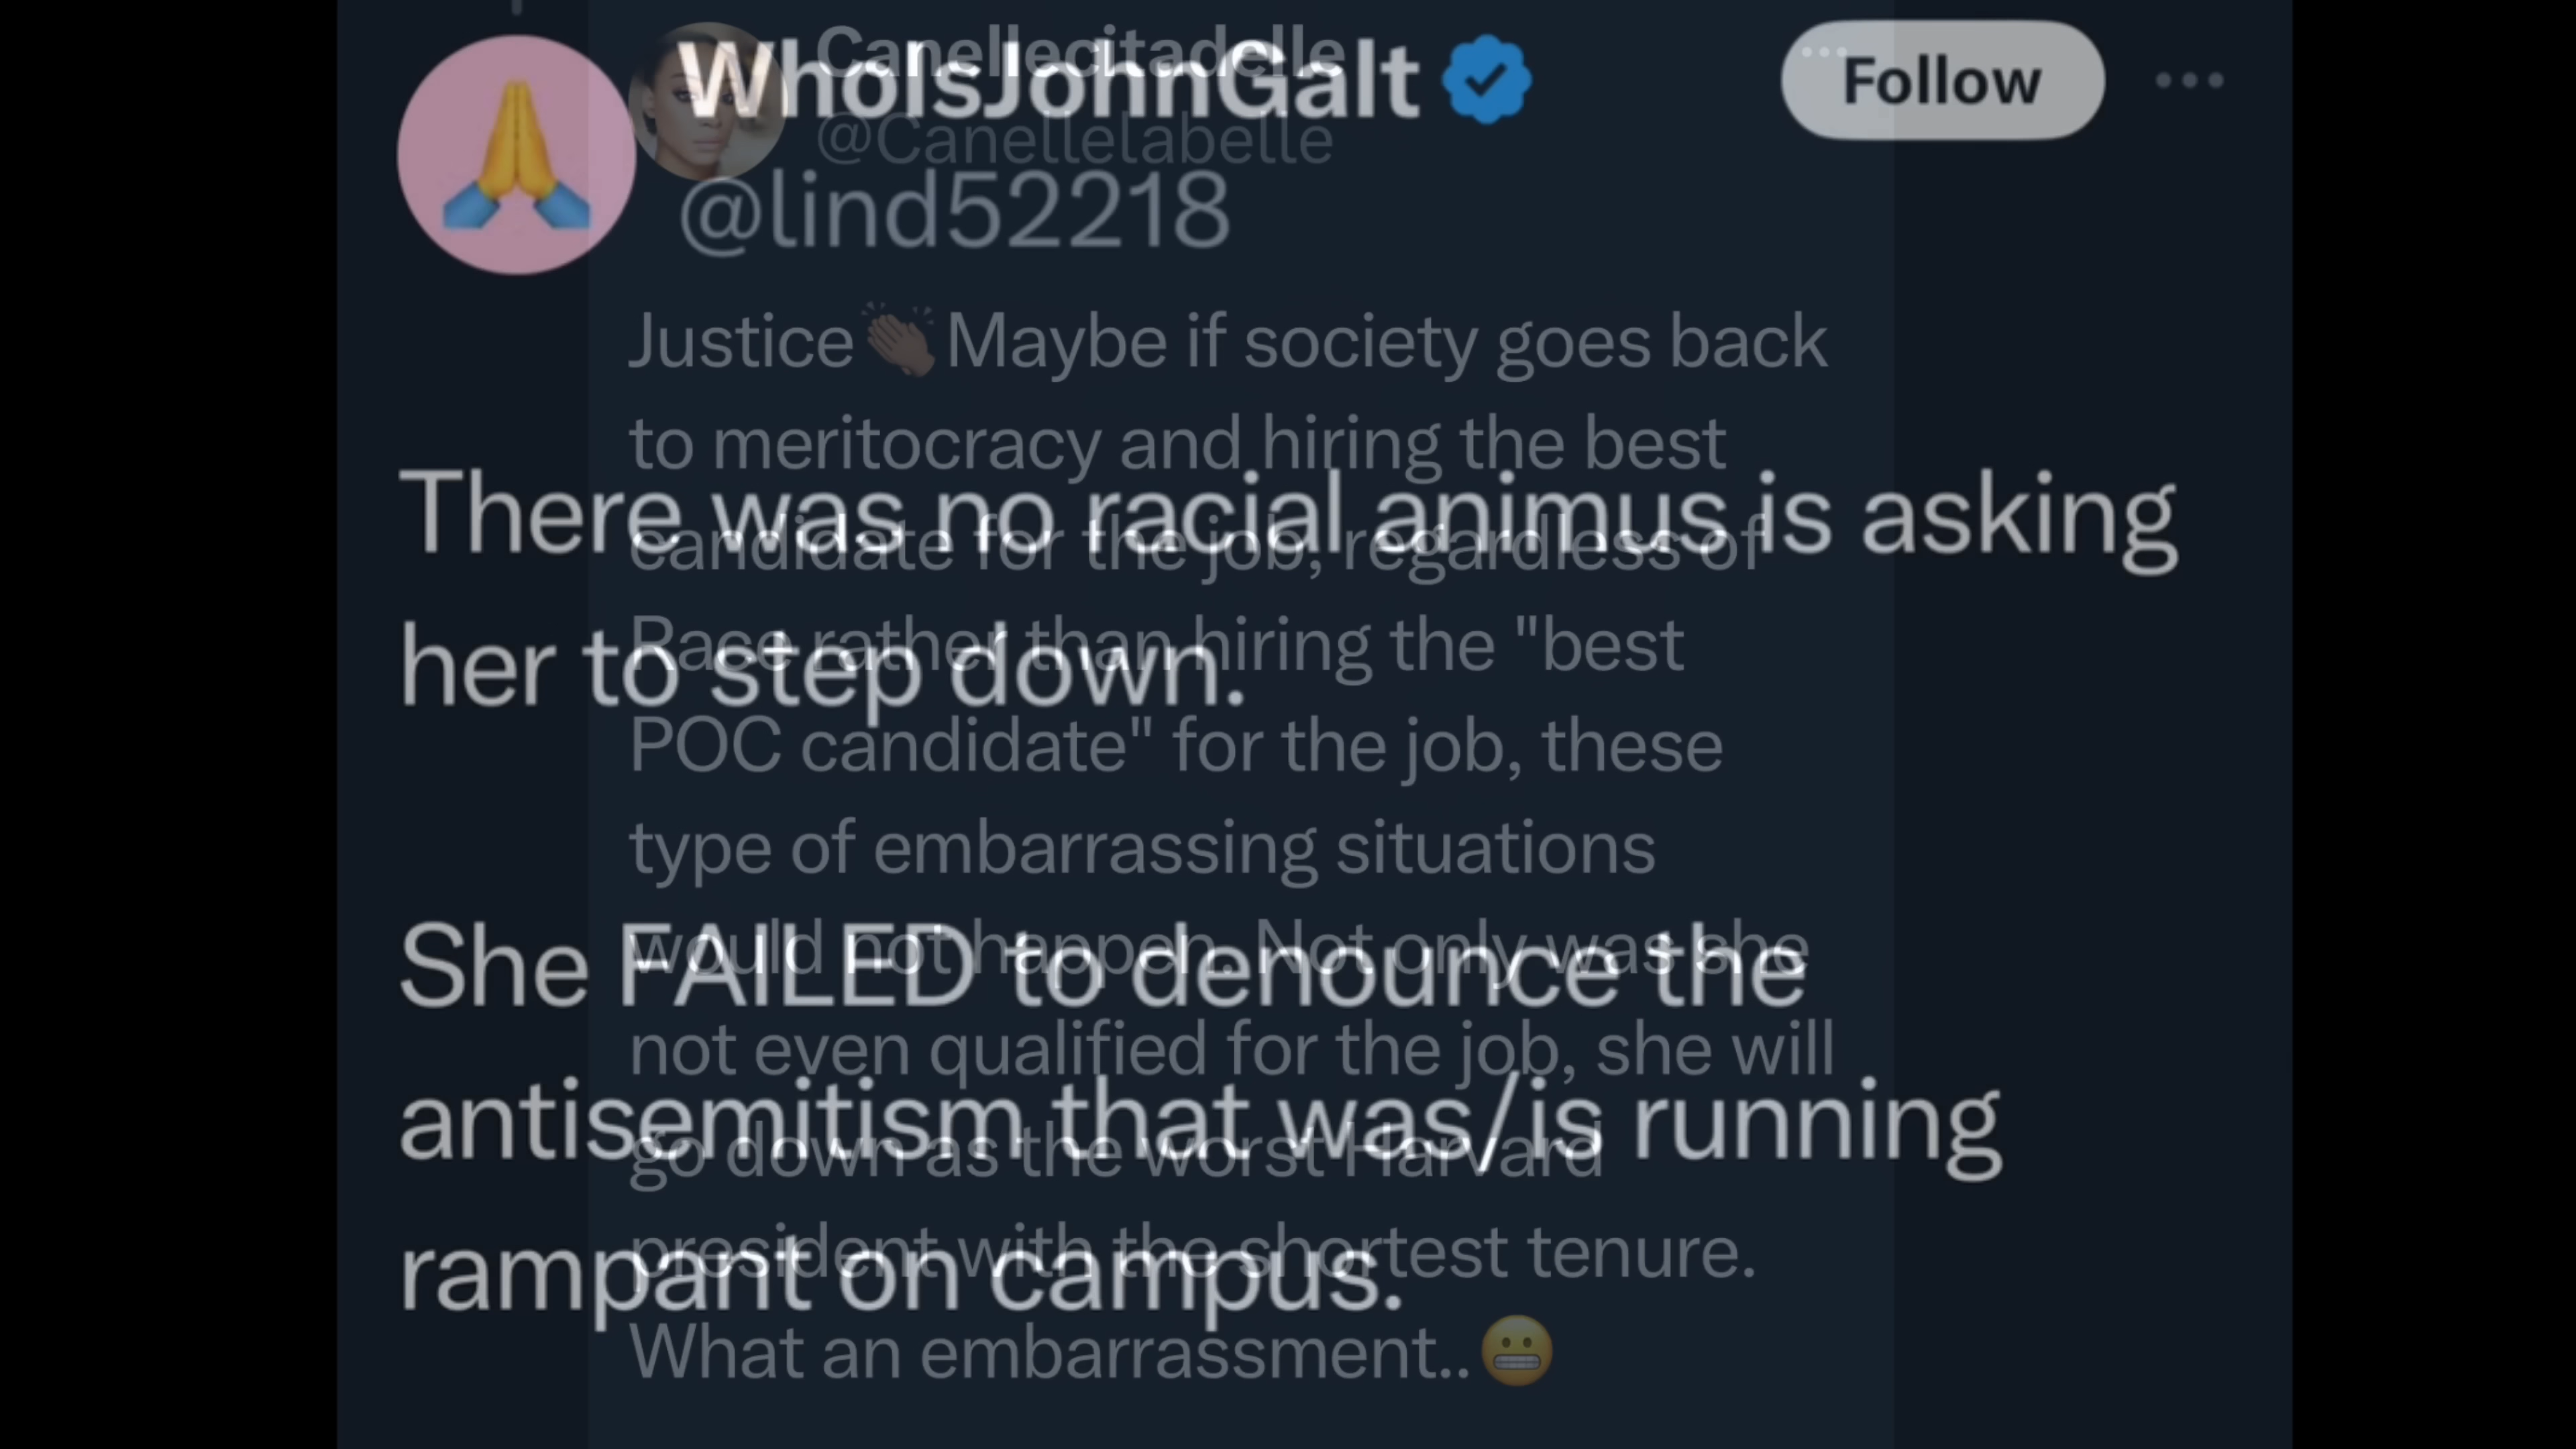 WhoIsJohnGalt
@lind52218
Follow
There was no racial animus is asking
her to step down.
She FAILED to denounce the
antisemitism that was/is running
rampant on campus.
Canellecitadelle
@Canellelabelle
Justice👏🏾Maybe if society goes back
to meritocracy and hiring the best
candidate for the job, regardless of
Race rather than hiring the "best
POC candidate" for the job, these
type of embarrassing situations
would not happen. Not only was she
not even qualified for the job, she will
go down as the worst Harvard
president with the shortest tenure.
What an embarrassment..😬